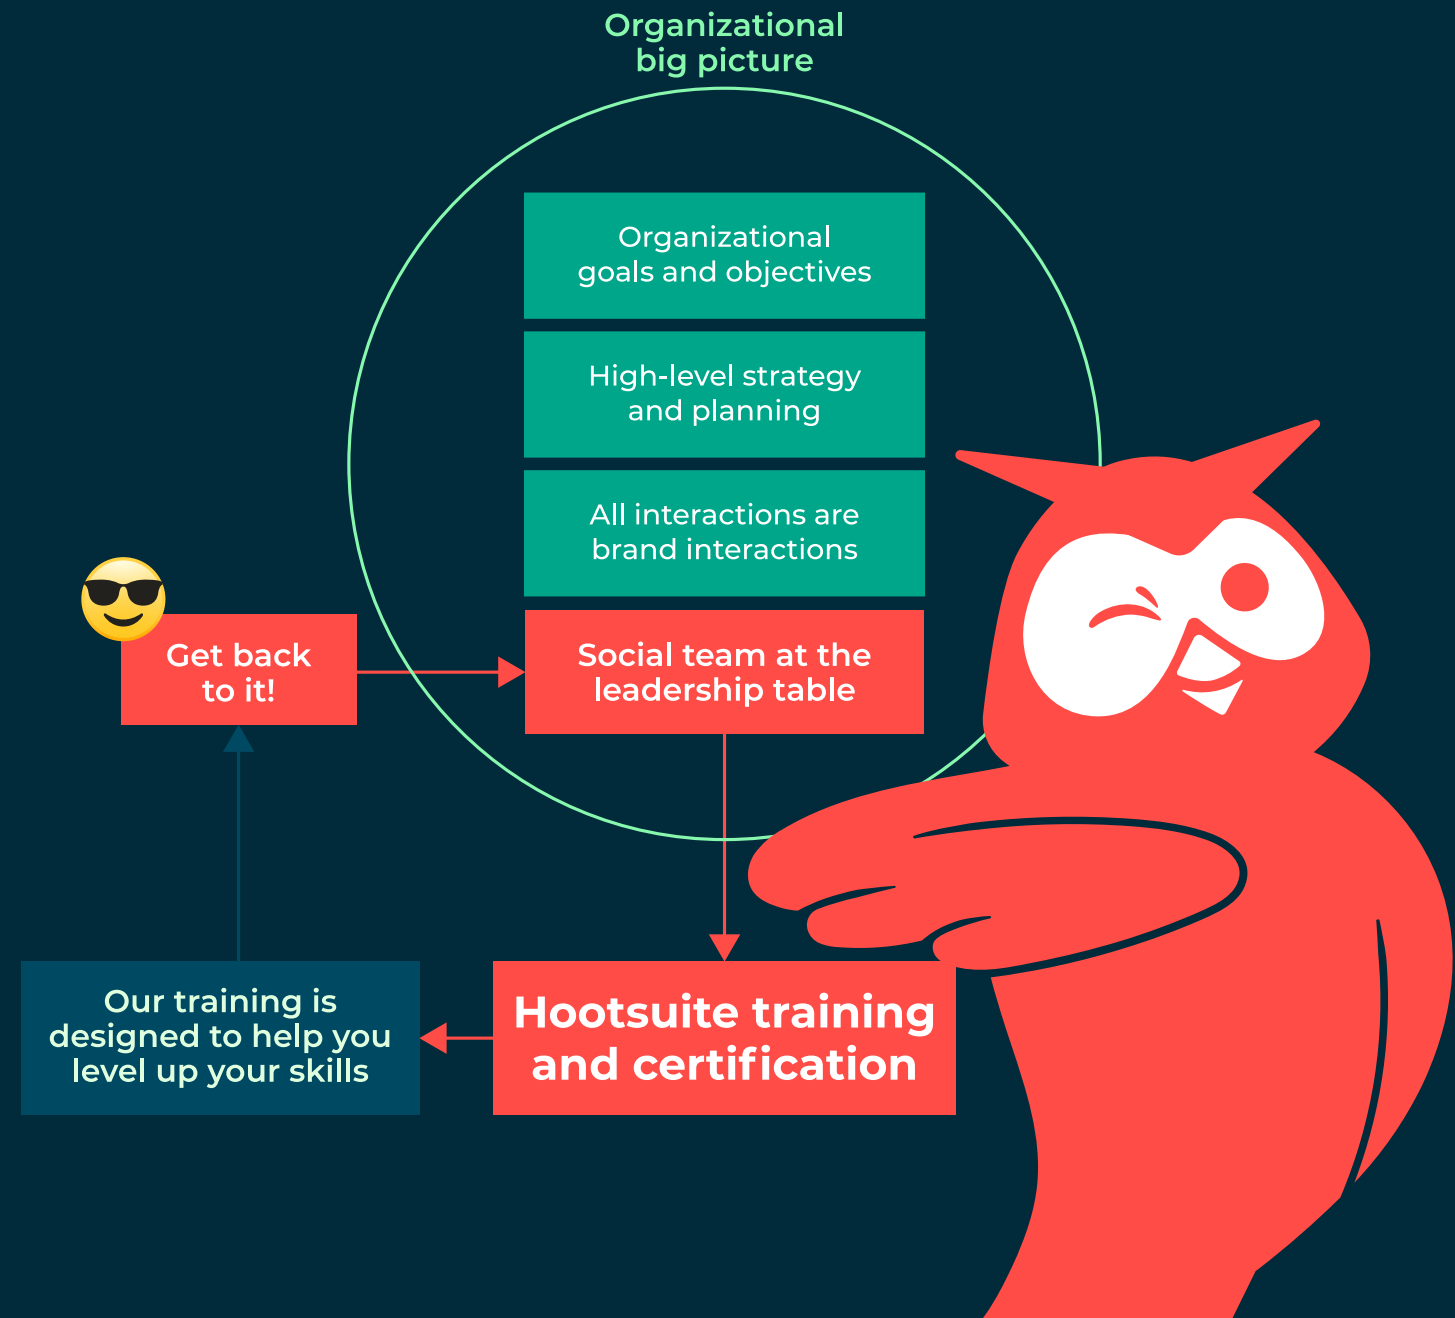 Organizational
big picture
Organizational
goals and objectives
High-level strategy
and planning
All interactions are
brand interactions
Get back
to it!
Social team at the
leadership table
Our training is
designed to help you
level up your skills
Hootsuite training
and certification